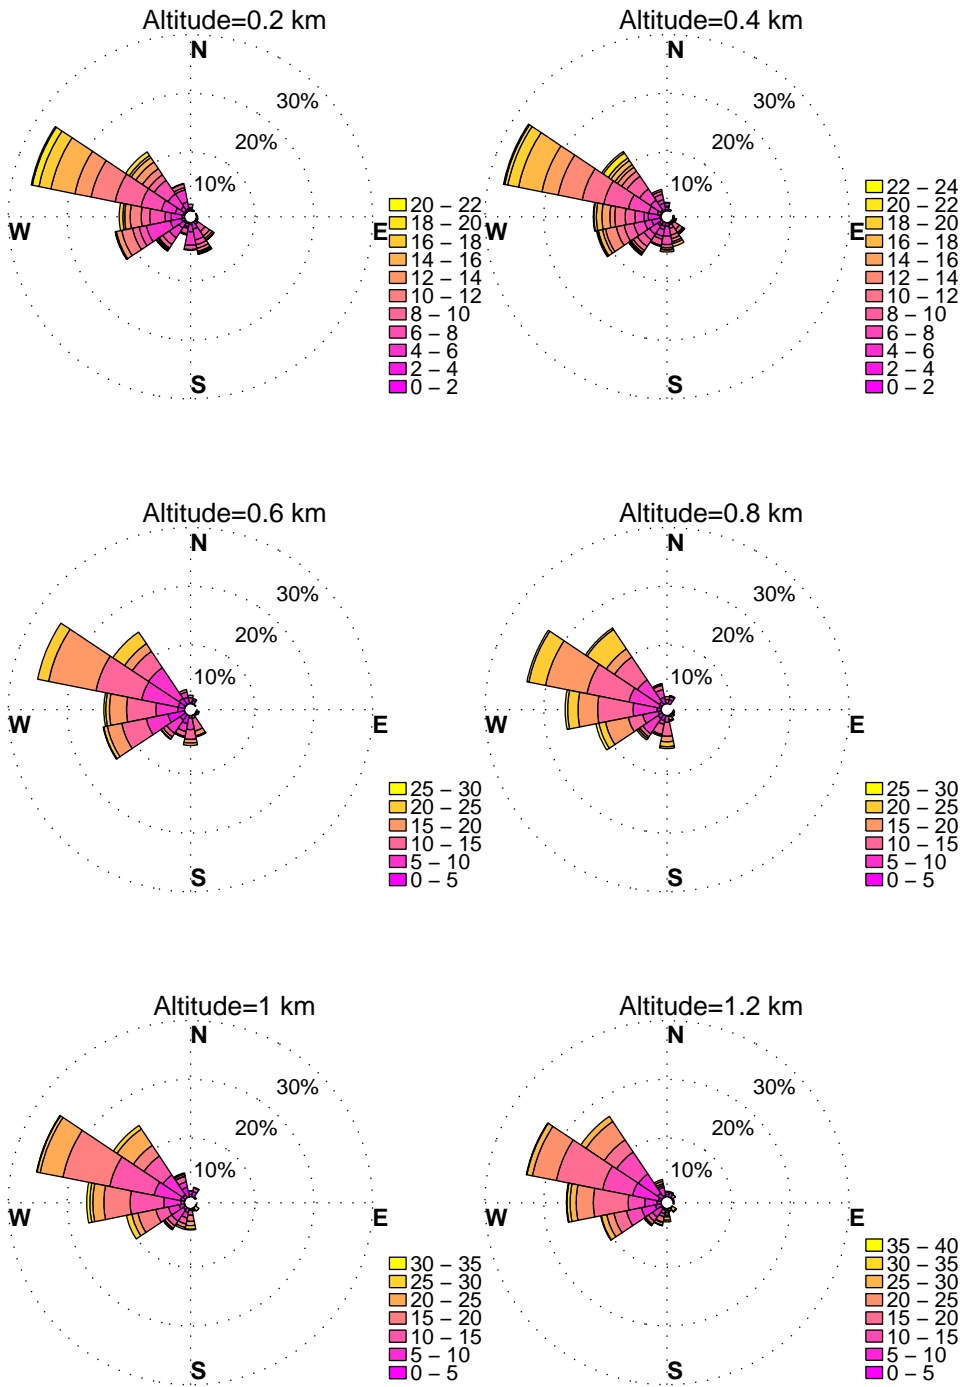 Altitude=0.2 km
N
30%
20%
10%
W
E
S
20 – 22
18 – 20
16 – 18
14 – 16
12 – 14
10 – 12
8 – 10
6 – 8
4 – 6
2 – 4
0 – 2
Altitude=0.4 km
N
30%
20%
10%
W
E
S
22 – 24
20 – 22
18 – 20
16 – 18
14 – 16
12 – 14
10 – 12
8 – 10
6 – 8
4 – 6
2 – 4
0 – 2
Altitude=0.6 km
N
30%
20%
10%
W
E
S
25 – 30
20 – 25
15 – 20
10 – 15
5 – 10
0 – 5
Altitude=0.8 km
N
30%
20%
10%
W
E
S
25 – 30
20 – 25
15 – 20
10 – 15
5 – 10
0 – 5
Altitude=1 km
N
30%
20%
10%
W
E
S
30 – 35
25 – 30
20 – 25
15 – 20
10 – 15
5 – 10
0 – 5
Altitude=1.2 km
N
30%
20%
10%
W
E
S
35 – 40
30 – 35
25 – 30
20 – 25
15 – 20
10 – 15
5 – 10
0 – 5